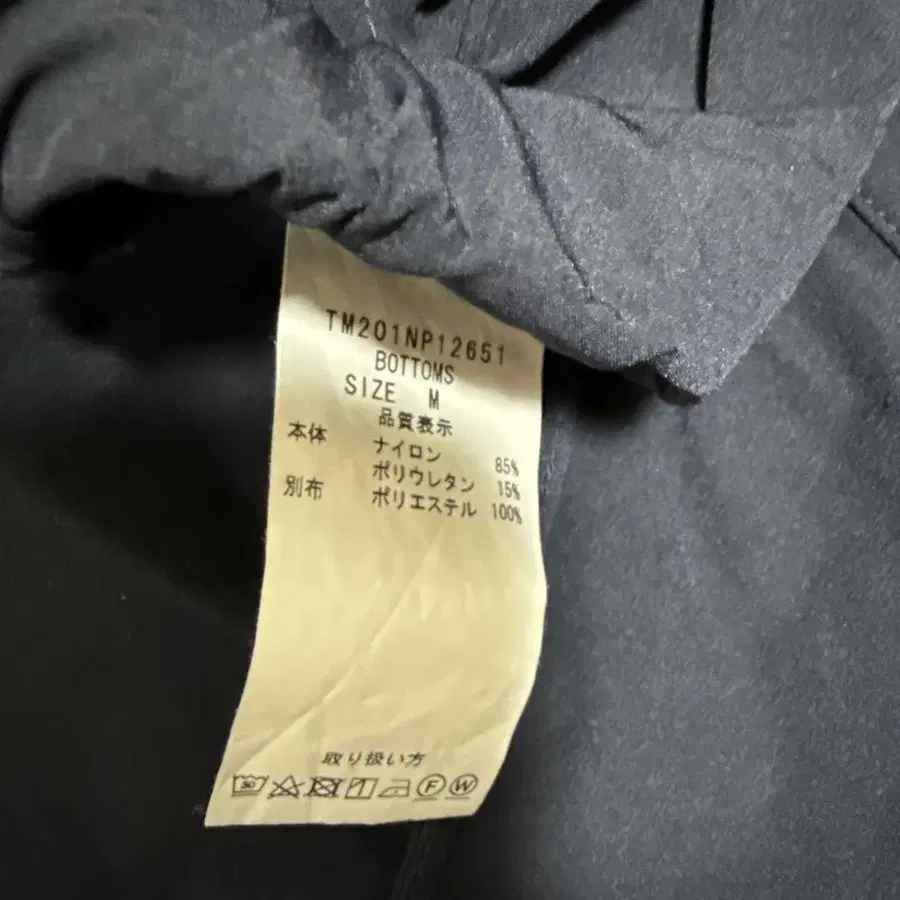 TM201NP12651
BOTTOMS
SIZE M
品質表示
本体 ナイロン 85%
ポリウレタン 15%
別布 ポリエステル 100%
取り扱い方
30 F W